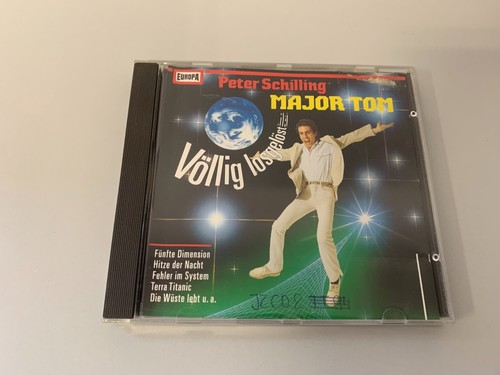 EUROPA
Peter Schilling
MAJOR TOM
Völlig losgelöst
Fünfte Dimension
Hitze der Nacht
Fehler im System
Terra Titanic
Die Wüste lebt u. a.
JZCD2